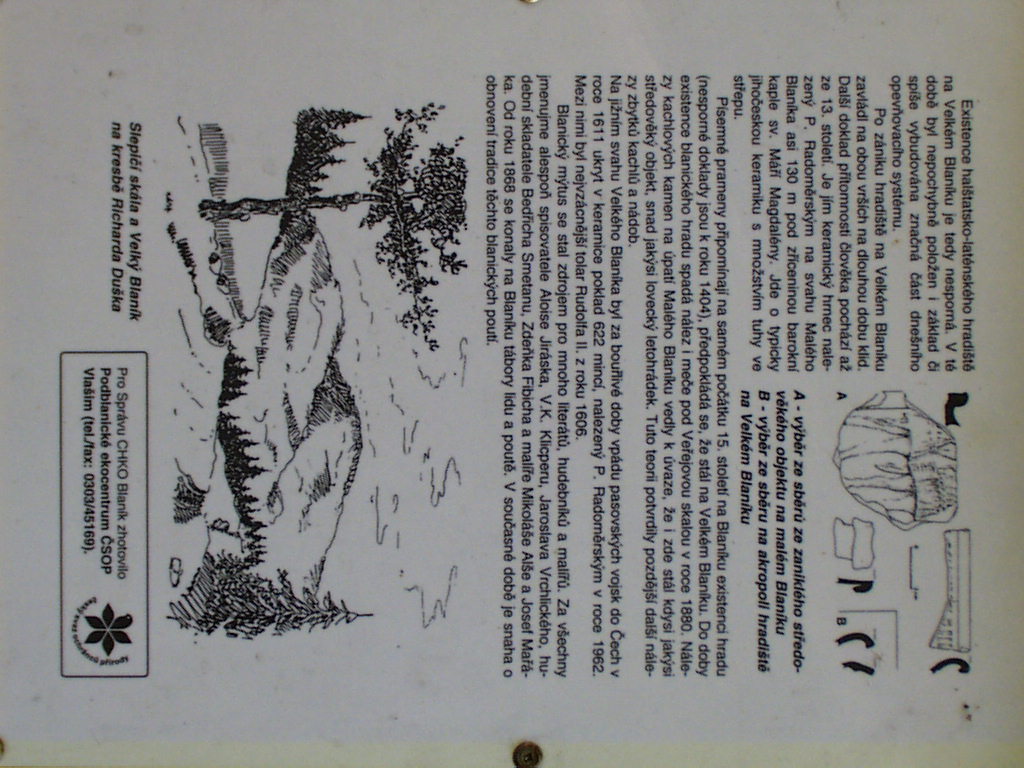 Existence halštatsko-laténského hradiště
na Velkém Blaníku je tedy nesporná. V té
době byl nepochybně položen i základ či
spíše vybudována značná část dnešního
opevňovacího systému.
Po zániku hradiště na Velkém Blaníku
zavládl na obou vrších na dlouhou dobu klid.
Další doklad přítomnosti člověka pochází až
ze 13. století. Je jím keramický hrnec nale-
zený P. Radoměrským na svahu Malého
Blaníka asi 130 m pod zříceninou barokní
kaple sv. Máří Magdalény. Jde o typicky
jihočeskou keramiku s množstvím tuhy ve
střepu.
A
B
A - výběr ze sběrů ze zaniklého středo-
věkého objektu na malém Blaníku
B - výběr ze sběru na akropoli hradiště
na Velkém Blaníku
Písemné prameny připomínají na samém počátku 15. století na Blaníku existenci hradu
(nesporné doklady jsou k roku 1404), předpokládá se, že stál na Velkém Blaníku. Do doby
existence blanického hradu spadá nález i meče pod Veřejovou skalou v roce 1880. Nále-
zy kachlových kamen na úpatí Malého Blaníku vedly k úvaze, že i zde stál kdysi jakýsi
středověký objekt, snad jakýsi lovecký letohrádek. Tuto teorii potvrdily pozdější další nále-
zy zbytků kachlů a nádob.
Na jižním svahu Velkého Blaníka byl za bouřlivé doby vpádu pasovských vojsk do Čech v
roce 1611 ukryt v keramice poklad 622 mincí, nalezený P. Radoměrským v roce 1962.
Mezi nimi byl nejvzácnější tolar Rudolfa II. z roku 1606.
Blanický mýtus se stal zdrojem pro mnoho literátů, hudebníků a malířů. Za všechny
jmenujme alespoň spisovatele Aloise Jiráska, V.K. Klicperu, Jaroslava Vrchlického, hu-
dební skladatele Bedřicha Smetanu, Zdeňka Fibicha a malíře Mikoláše Alše a Josef Mařá-
ka. Od roku 1868 se konaly na Blaníku tábory lidu a poutě. V současné době je snaha o
obnovení tradice těchto blanických poutí.
Slepičí skála a Velký Blaník
na kresbě Richarda Duška
Pro Správu CHKO Blaník zhotovilo
Podblanické ekocentrum ČSOP
Vlašim (tel./fax: 0303/45169).
český svaz ochránců přírody